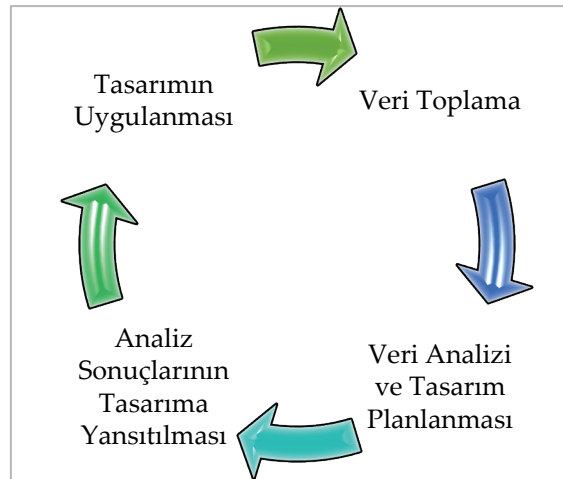 Tasarımın
Uygulanması
Veri Toplama
Veri Analizi
ve Tasarım
Planlanması
Analiz
Sonuçlarının
Tasarıma
Yansıtılması